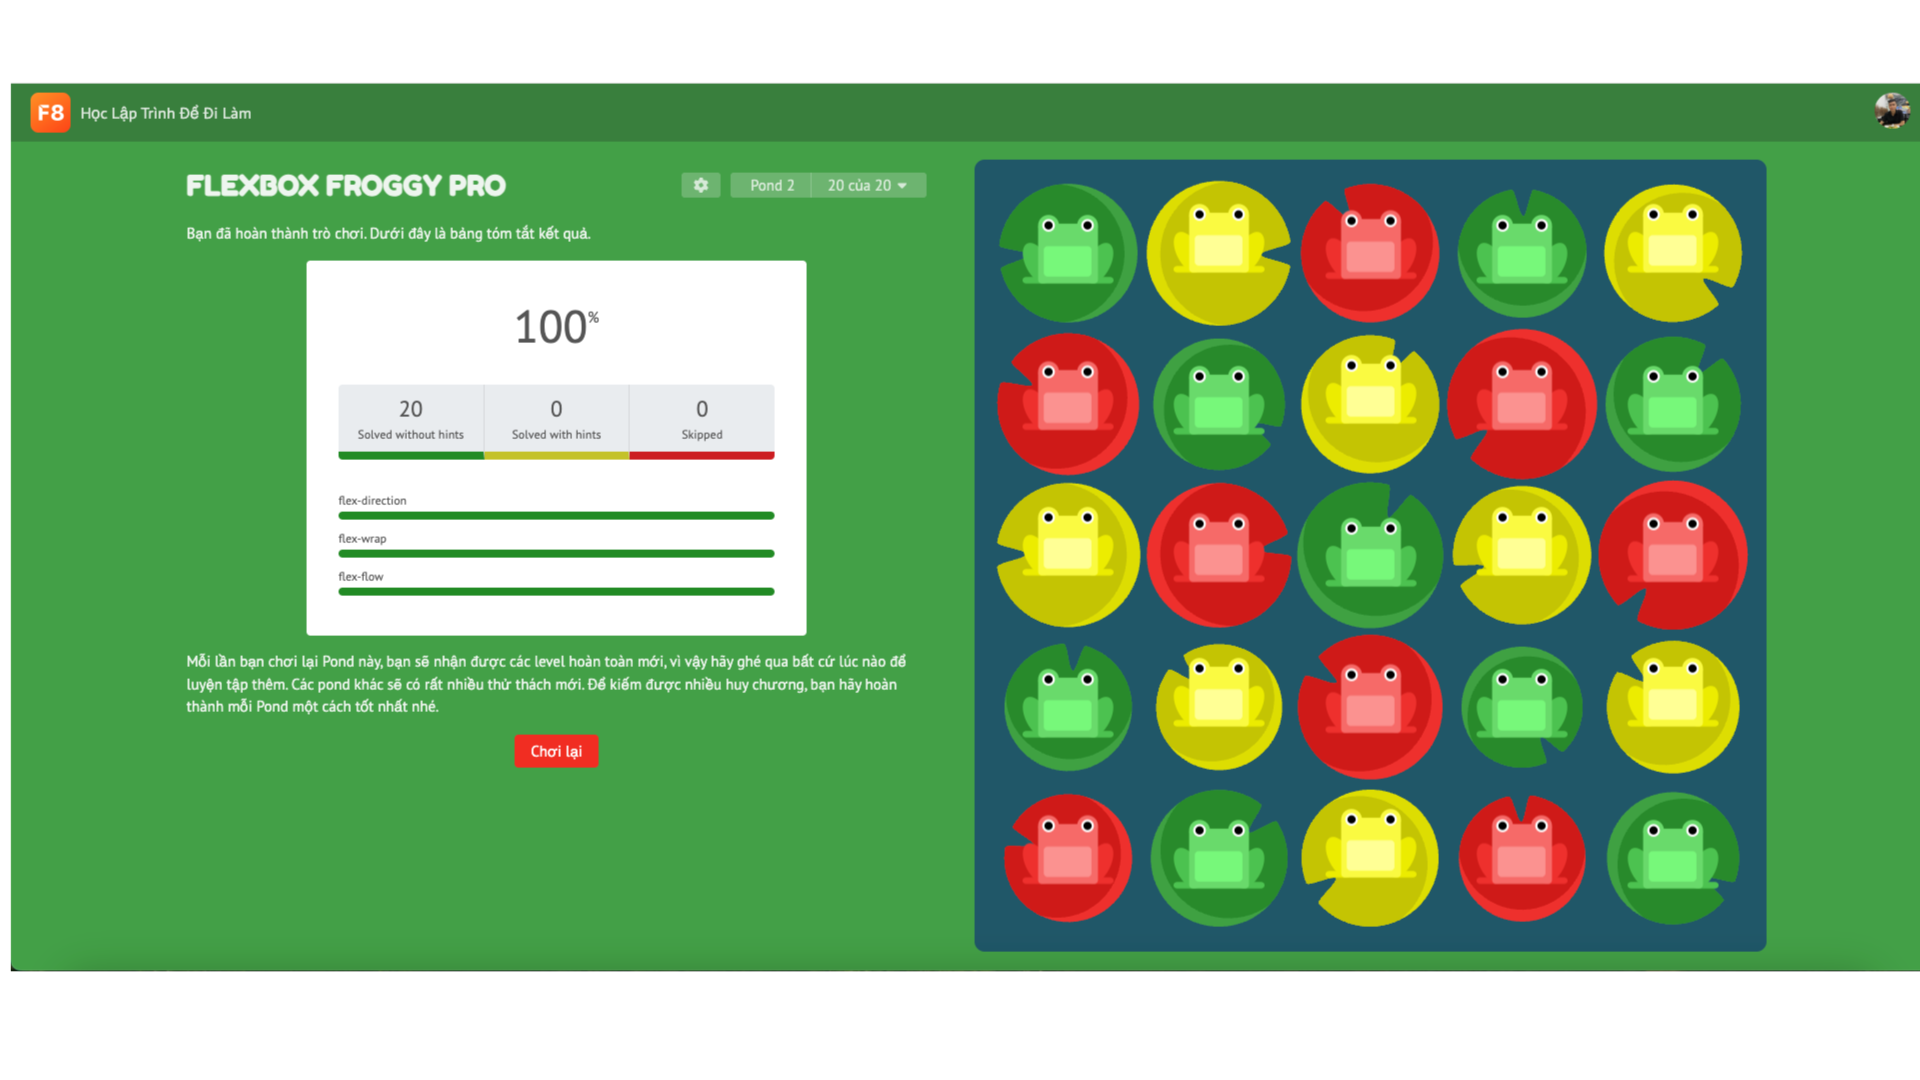 F8 Học Lập Trình Để Đi Làm
FLEXBOX FROGGY PRO
Pond 2 20 của 20
Bạn đã hoàn thành trò chơi. Dưới đây là bảng tóm tắt kết quả.
100%
20 0 0
Solved without hints Solved with hints Skipped
flex-direction
flex-wrap
flex-flow
Mỗi lần bạn chơi lại Pond này, bạn sẽ nhận được các level hoàn toàn mới, vì vậy hãy ghé qua bất cứ lúc nào để
luyện tập thêm. Các pond khác sẽ có rất nhiều thử thách mới. Để kiếm được nhiều huy chương, bạn hãy hoàn
thành mỗi Pond một cách tốt nhất nhé.
Chơi lại